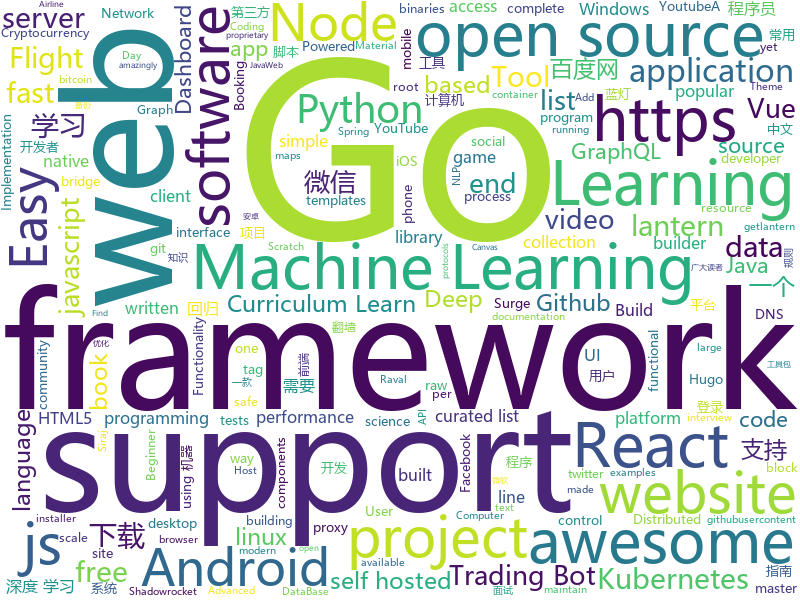 Airline
Cryptocurrency
Network
Flight
server
fast
app
学习
Easy
web
software
Dashboard
Booking
第三方
Coding
proprietary
脚本
Powered
Material
Node
Python
Day
amazingly
bitcoin
Graph
备份
JavaWeb
Go
binaries
complete
YoutubeA
Windows
access
程序员
open source
Tool
yet
常用
mobile
工具
root
based
百度网
application
container
Add
蓝灯
popular
中文
计算机
list
program
running
Theme
https
Vue
Spring
YouTube
GraphQL
source
simple
iOS
game
social
developer
maps
NLP
微信
end
process
Learning
templates
phone
resource
getlantern
Implementation
开发者
native
bridge
client
interface
library
video
lantern
安卓
项目
collection
builder
data
知识
git
Scratch
Canvas
protocols
广大读者
规则
javascript
Machine Learning
Java
一个
written
回归
Curriculum Learn
Deep
Surge
Github
Build
平台
DNS
Find
优化
documentation
large
工具包
framework
community
book
Functionality
翻墙
one
前端
一款
UI
用户
functional
Hugo
per
tag
需要
Raval
raw
登录
API
support
React
safe
science
interview
HTML5
programming
tests
performance
curated list
platform
code
language
Beginner
Siraj
using 机器
components
开发
Facebook
built
website
支持
js
下载
way
Host
程序
微软
examples
block
desktop
building
User
line
twitter
made
Computer
text
project
awesome
installer
linux
proxy
control
Distributed
githubusercontent
scale
site
browser
free
Android
Kubernetes
深度 学习
系统
modern
open
available
master
指南
Shadowrocket
Advanced
DataBase
self hosted
Trading Bot
面试
maintain